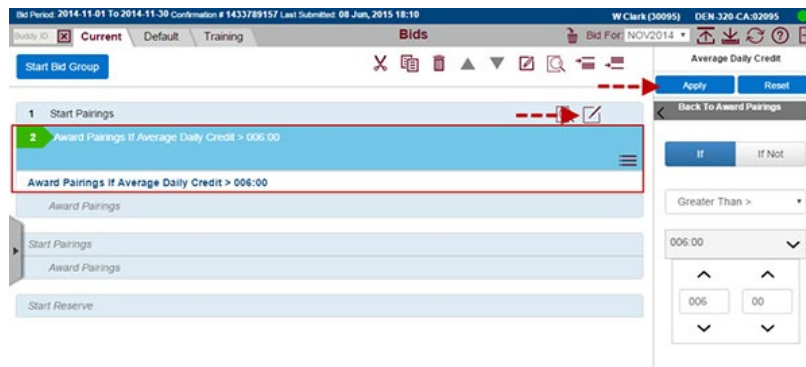 Bid Period: 2014-11-01 To 2014-11-30 Confirmation # 1433789157 Last Submitted: 08 Jun, 2015 18:10 W Clark (30095) DEN-320-CA:02095
Buddy ID Current Default Training Bids Bid For: NOV2014
Start Bid Group
Average Daily Credit
Apply Reset
Back To Award Pairings
1 Start Pairings
2 Award Pairings If Average Daily Credit > 006:00
If If Not
Award Pairings If Average Daily Credit > 006:00
Award Pairings
Greater Than >
Start Pairings
006:00
Award Pairings
Start Reserve
006 00